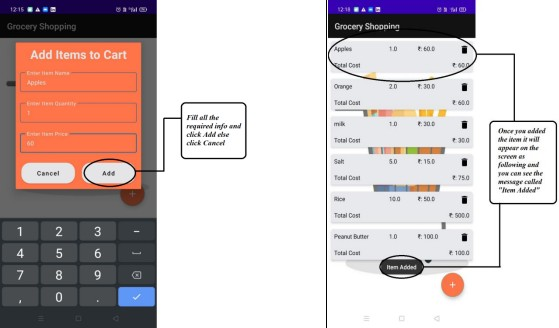 12:15
Grocery Shopping
Add Items to Cart
Enter Item Name
Apples
Enter Item Quantity
1
Enter Item Price
60
Cancel
Add
+
1 2 3 -
4 5 6
7 8 9
, 0 .
Fill all the
required info and
click Add else
click Cancel
12:18
Grocery Shopping
Apples 1.0 ₹: 60.0
Total Cost ₹: 60.0
Orange 2.0 ₹: 30.0
Total Cost ₹: 60.0
milk 1.0 ₹: 30.0
Total Cost ₹: 30.0
Salt 5.0 ₹: 15.0
Total Cost ₹: 75.0
Rice 10.0 ₹: 50.0
Total Cost ₹: 500.0
Peanut Butter 1.0 ₹: 100.0
Total Cost ₹: 100.0
Item Added
+
Once you added
the item it will
appear on the
screen as
following and
you can see the
message called
"Item Added"